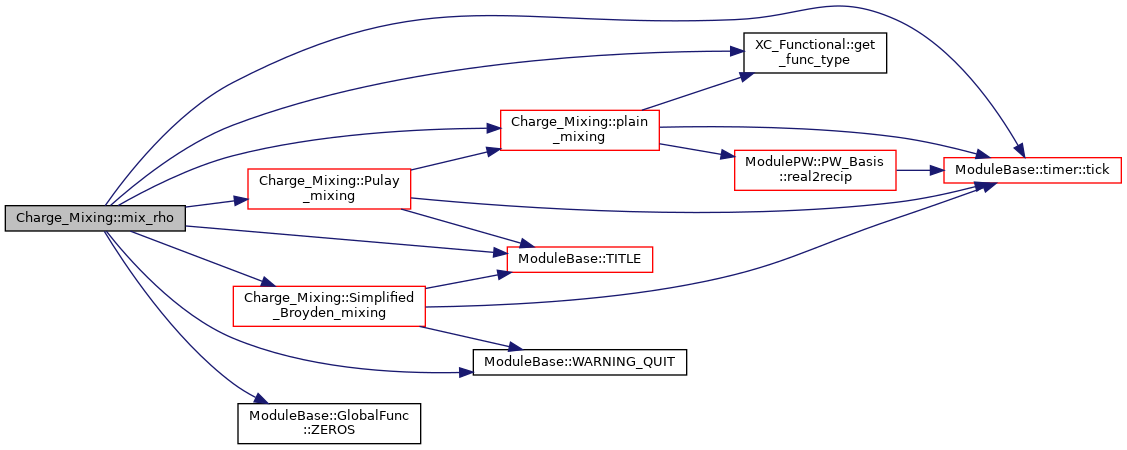 XC_Functional::get
_func_type
Charge_Mixing::plain
_mixing
ModulePW::PW_Basis
::real2recip
ModuleBase::timer::tick
Charge_Mixing::Pulay
_mixing
Charge_Mixing::mix_rho
ModuleBase::TITLE
Charge_Mixing::Simplified
_Broyden_mixing
ModuleBase::WARNING_QUIT
ModuleBase::GlobalFunc
::ZEROS